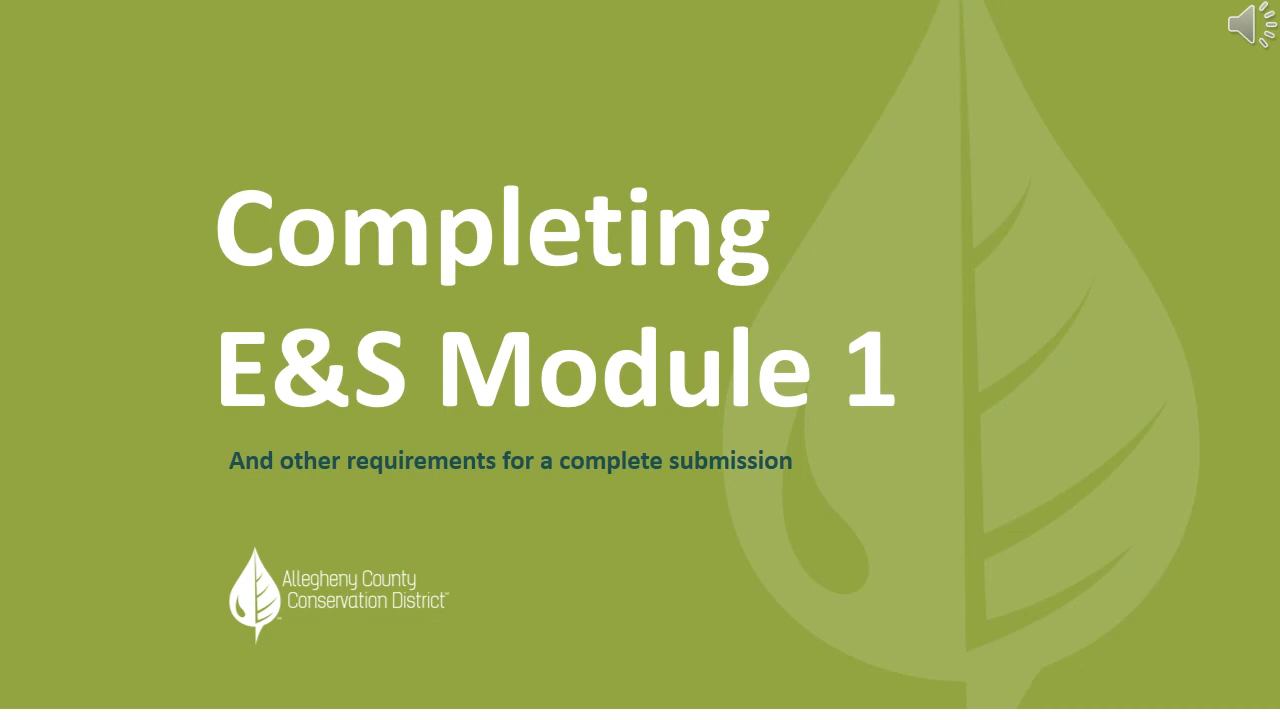 Completing
E&S Module 1
And other requirements for a complete submission
Allegheny County
Conservation District